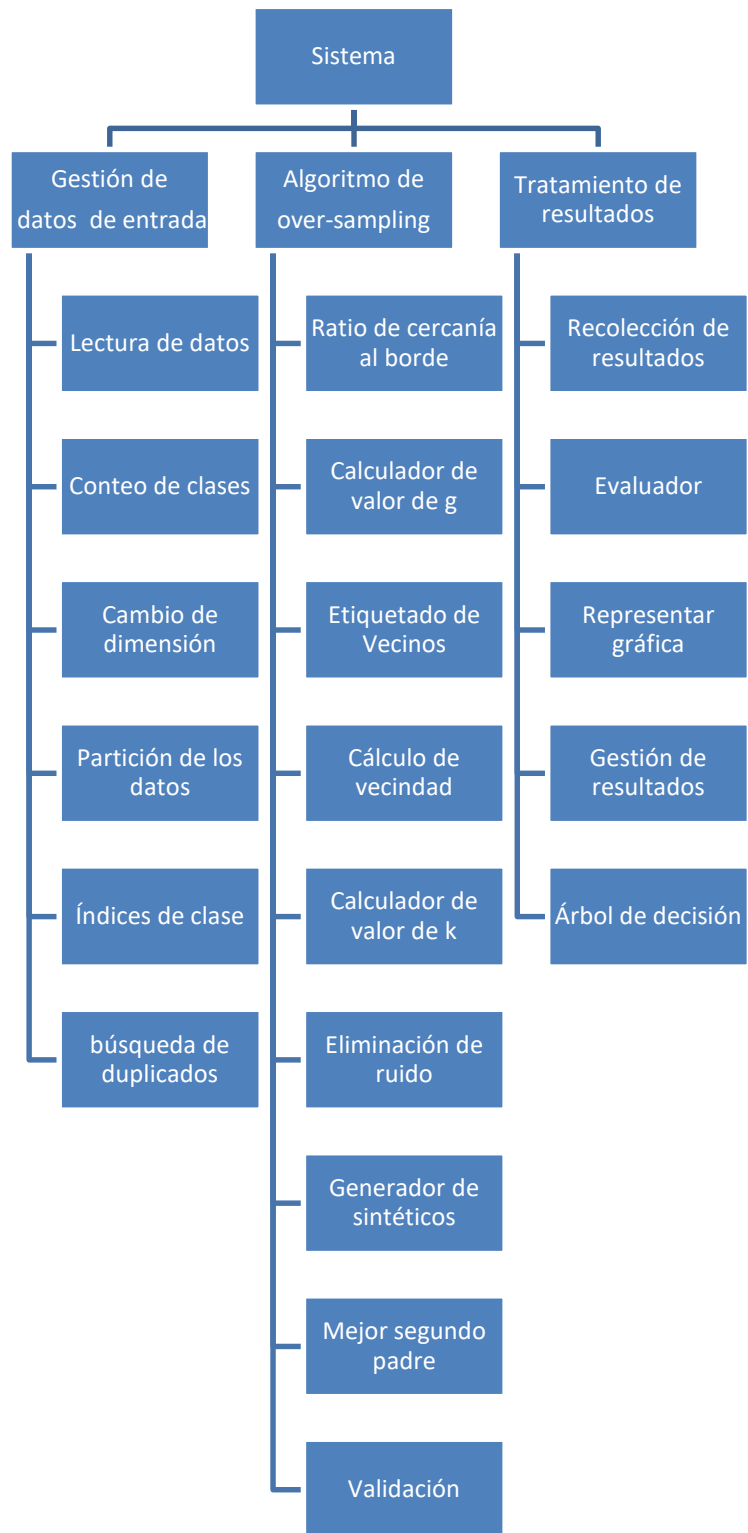 Sistema
Gestión de
datos de entrada
Algoritmo de
over-sampling
Tratamiento de
resultados
Lectura de datos
Conteo de clases
Cambio de
dimensión
Partición de los
datos
Índices de clase
búsqueda de
duplicados
Ratio de cercanía
al borde
Calculador de
valor de g
Etiquetado de
Vecinos
Cálculo de
vecindad
Calculador de
valor de k
Eliminación de
ruido
Generador de
sintéticos
Mejor segundo
padre
Validación
Recolección de
resultados
Evaluador
Representar
gráfica
Gestión de
resultados
Árbol de decisión